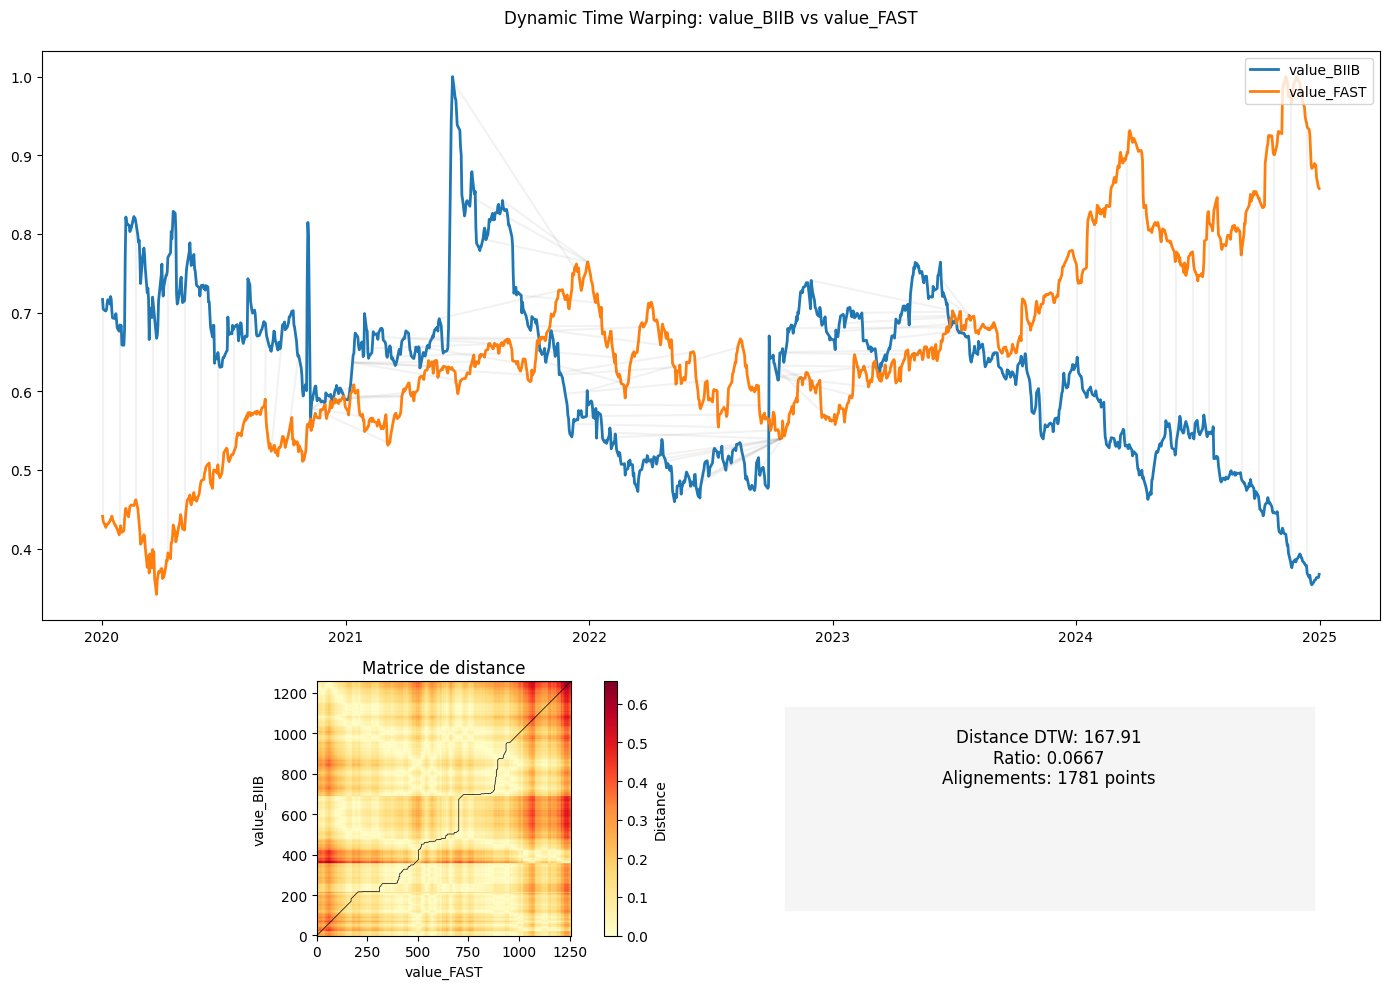 Dynamic Time Warping: value_BIIB vs value_FAST
value_BIIB
value_FAST
1.0
0.9
0.8
0.7
0.6
0.5
0.4
2020 2021 2022 2023 2024 2025
Matrice de distance
1200
1000
800
600
400
200
0
value_BIIB
0 250 500 750 1000 1250
value_FAST
0.6
0.5
0.4
0.3
0.2
0.1
0.0
Distance
Distance DTW: 167.91
Ratio: 0.0667
Alignements: 1781 points